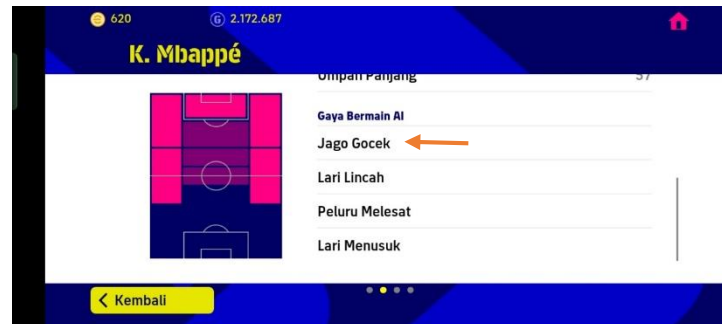 620
2.172.687
K. Mbappé
Umpan Panjang 57
Gaya Bermain AI
Jago Gocek
Lari Lincah
Peluru Melesat
Lari Menusuk
Kembali